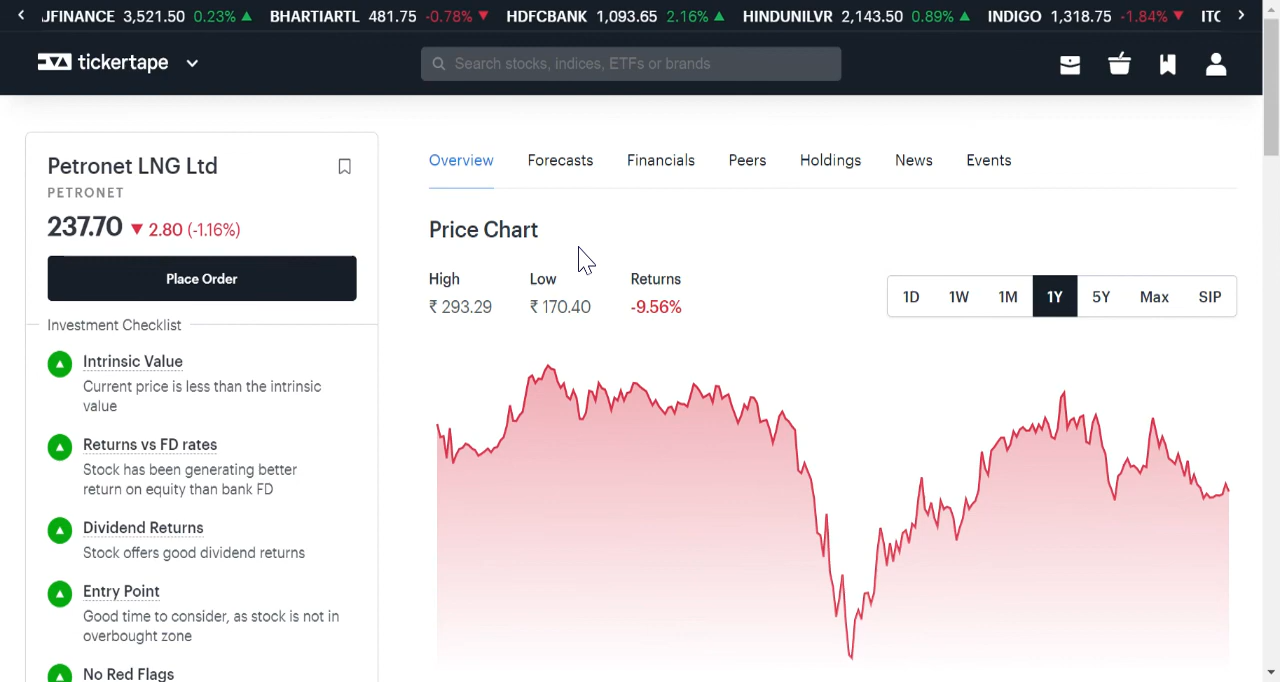 JFINANCE 3,521.50 0.23% ▲ BHARTIARTL 481.75 -0.78% ▼ HDFCBANK 1,093.65 2.16% ▲ HINDUNILVR 2,143.50 0.89% ▲ INDIGO 1,318.75 -1.84% ▼ ITC
tickertape
Search stocks, indices, ETFs or brands
Petronet LNG Ltd
PETRONET
237.70 ▼ 2.80 (-1.16%)
Place Order
Investment Checklist
Intrinsic Value
Current price is less than the intrinsic
value
Returns vs FD rates
Stock has been generating better
return on equity than bank FD
Dividend Returns
Stock offers good dividend returns
Entry Point
Good time to consider, as stock is not in
overbought zone
No Red Flags
Overview Forecasts Financials Peers Holdings News Events
Price Chart
High Low Returns
₹ 293.29 ₹ 170.40 -9.56%
1D 1W 1M 1Y 5Y Max SIP